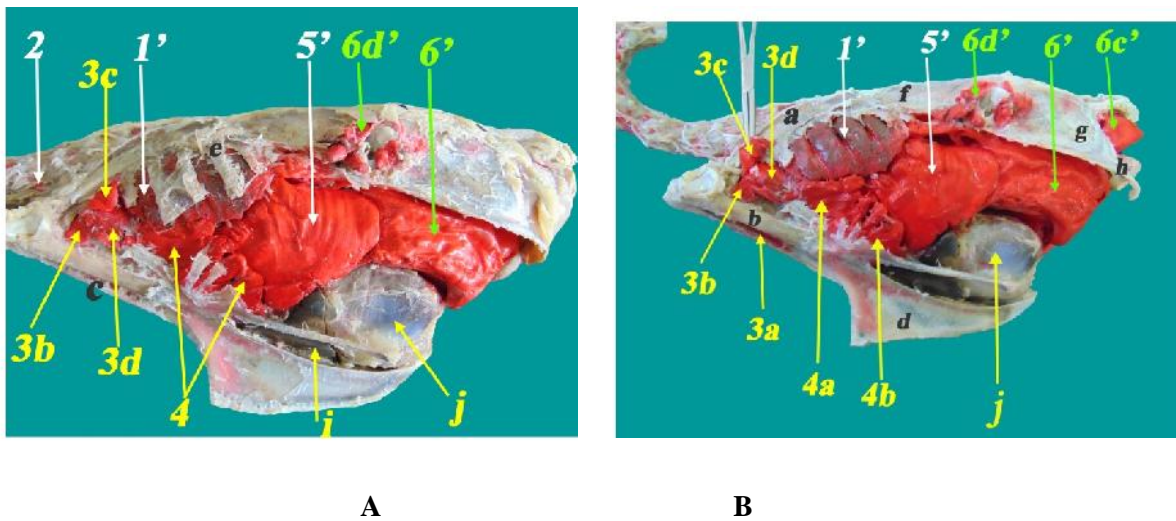 2 3c 1’ 5’ 6d’ 6’
e
c
3b 3d 4 i j
3c 3d 1’ 5’ 6d’ 6’ 6c’
a f g h
b
3b 3a d
4a 4b j
A B